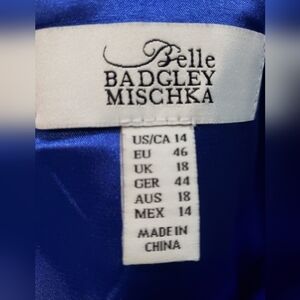 Belle
BADGLEY
MISCHKA
US/CA 14
EU 46
UK 18
GER 44
AUS 18
MEX 14
MADE IN
CHINA